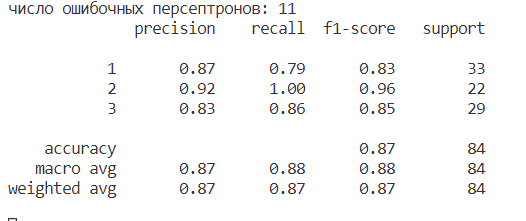 число ошибочных персептронов: 11
precision recall f1-score support
1 0.87 0.79 0.83 33
2 0.92 1.00 0.96 22
3 0.83 0.86 0.85 29
accuracy 0.87 84
macro avg 0.87 0.88 0.88 84
weighted avg 0.87 0.87 0.87 84